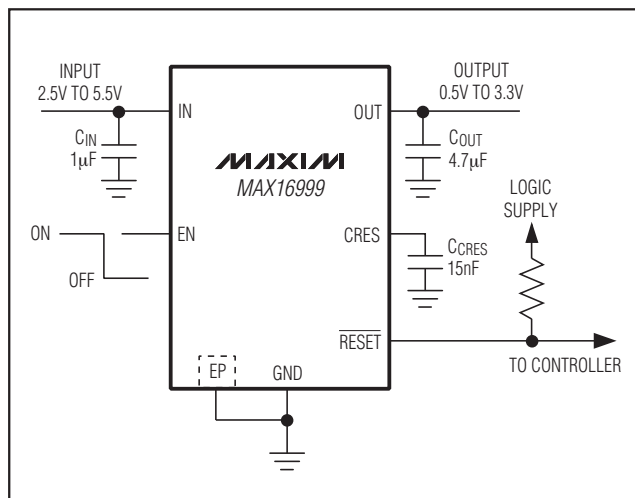 INPUT
2.5V TO 5.5V
OUTPUT
0.5V TO 3.3V
IN
OUT
CIN
1µF
COUT
4.7µF
MAXIM
MAX16999
LOGIC
SUPPLY
ON
EN
CRES
CCRES
15nF
OFF
RESET
EP
GND
TO CONTROLLER